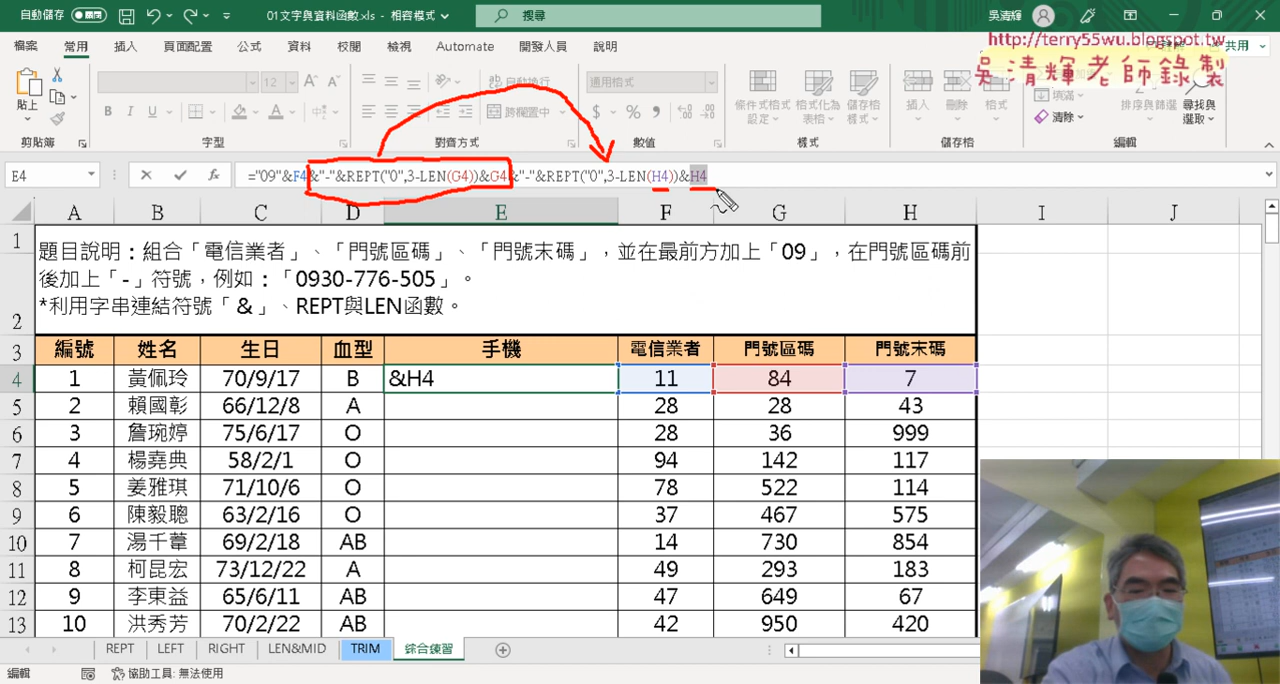 自動儲存 關閉 01文字與資料函數.xls - 相容模式 搜尋 吳清輝
檔案 常用 插入 頁面配置 公式 資料 校閱 檢視 Automate 開發人員 說明 共用
http://terry55wu.blogspot.tw
吳清輝老師錄製
貼上 12 A A 自動換行 通用格式 條件式格式 設定 格式化為 表格 儲存格 樣式 插入 刪除 格式 填滿 清除 排序與篩選 尋找與 選取
B I U A 跨欄置中 $ % 9
剪貼簿 字型 對齊方式 數值 樣式 儲存格 編輯
E4 fx ="09"&F4&"-"&REPT("0",3-LEN(G4))&G4&"-"&REPT("0",3-LEN(H4))&H4
A B C D E F G H I J
1 題目說明:組合「電信業者」、「門號區碼」、「門號末碼」,並在最前方加上「09」,在門號區碼前
後加上「-」符號,例如:「0930-776-505」。
2 *利用字串連結符號「&」、REPT與LEN函數。
3 編號 姓名 生日 血型 手機 電信業者 門號區碼 門號末碼
4 1 黃佩玲 70/9/17 B &H4 11 84 7
5 2 賴國彰 66/12/8 A 28 28 43
6 3 詹琬婷 75/6/17 O 28 36 999
7 4 楊堯典 58/2/1 O 94 142 117
8 5 姜雅琪 71/10/6 O 78 522 114
9 6 陳毅聰 63/2/16 O 37 467 575
10 7 湯千葦 69/2/18 AB 14 730 854
11 8 柯昆宏 73/12/22 A 49 293 183
12 9 李東益 65/6/11 AB 47 649 67
13 10 洪秀芳 70/2/22 AB 42 950 420
REPT LEFT RIGHT LEN&MID TRIM 綜合練習
編輯 協助工具: 無法使用